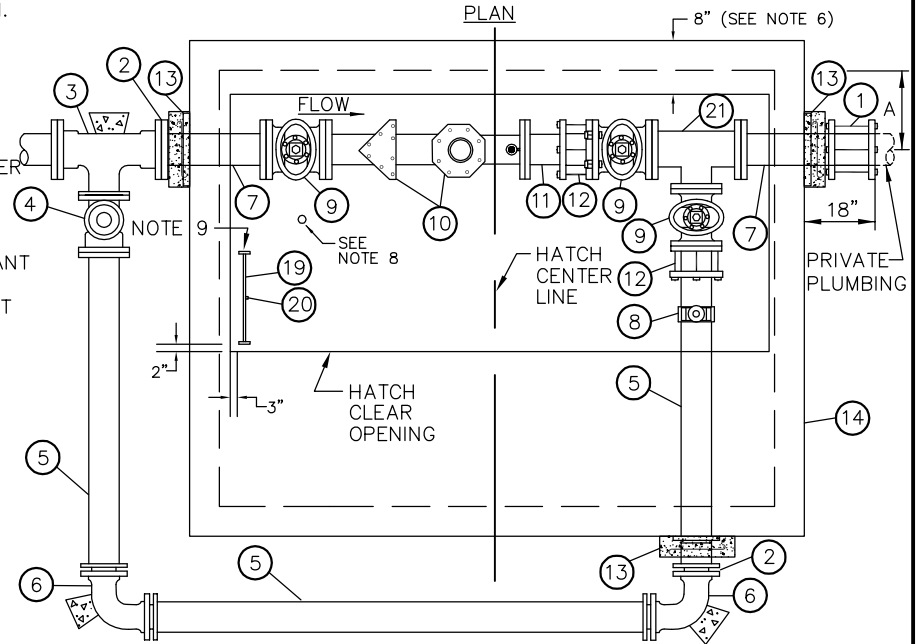 PLAN
8" (SEE NOTE 6)
2
13
3
13
1
A
FLOW
21
ER
4
NOTE 9
7
9
10
11
12
9
7
18"
SEE
NOTE 8
9
ANT
19
HATCH
CENTER
LINE
12
PRIVATE
PLUMBING
T
20
8
2"
3"
HATCH
CLEAR
OPENING
5
14
5
5
13
2
6
6